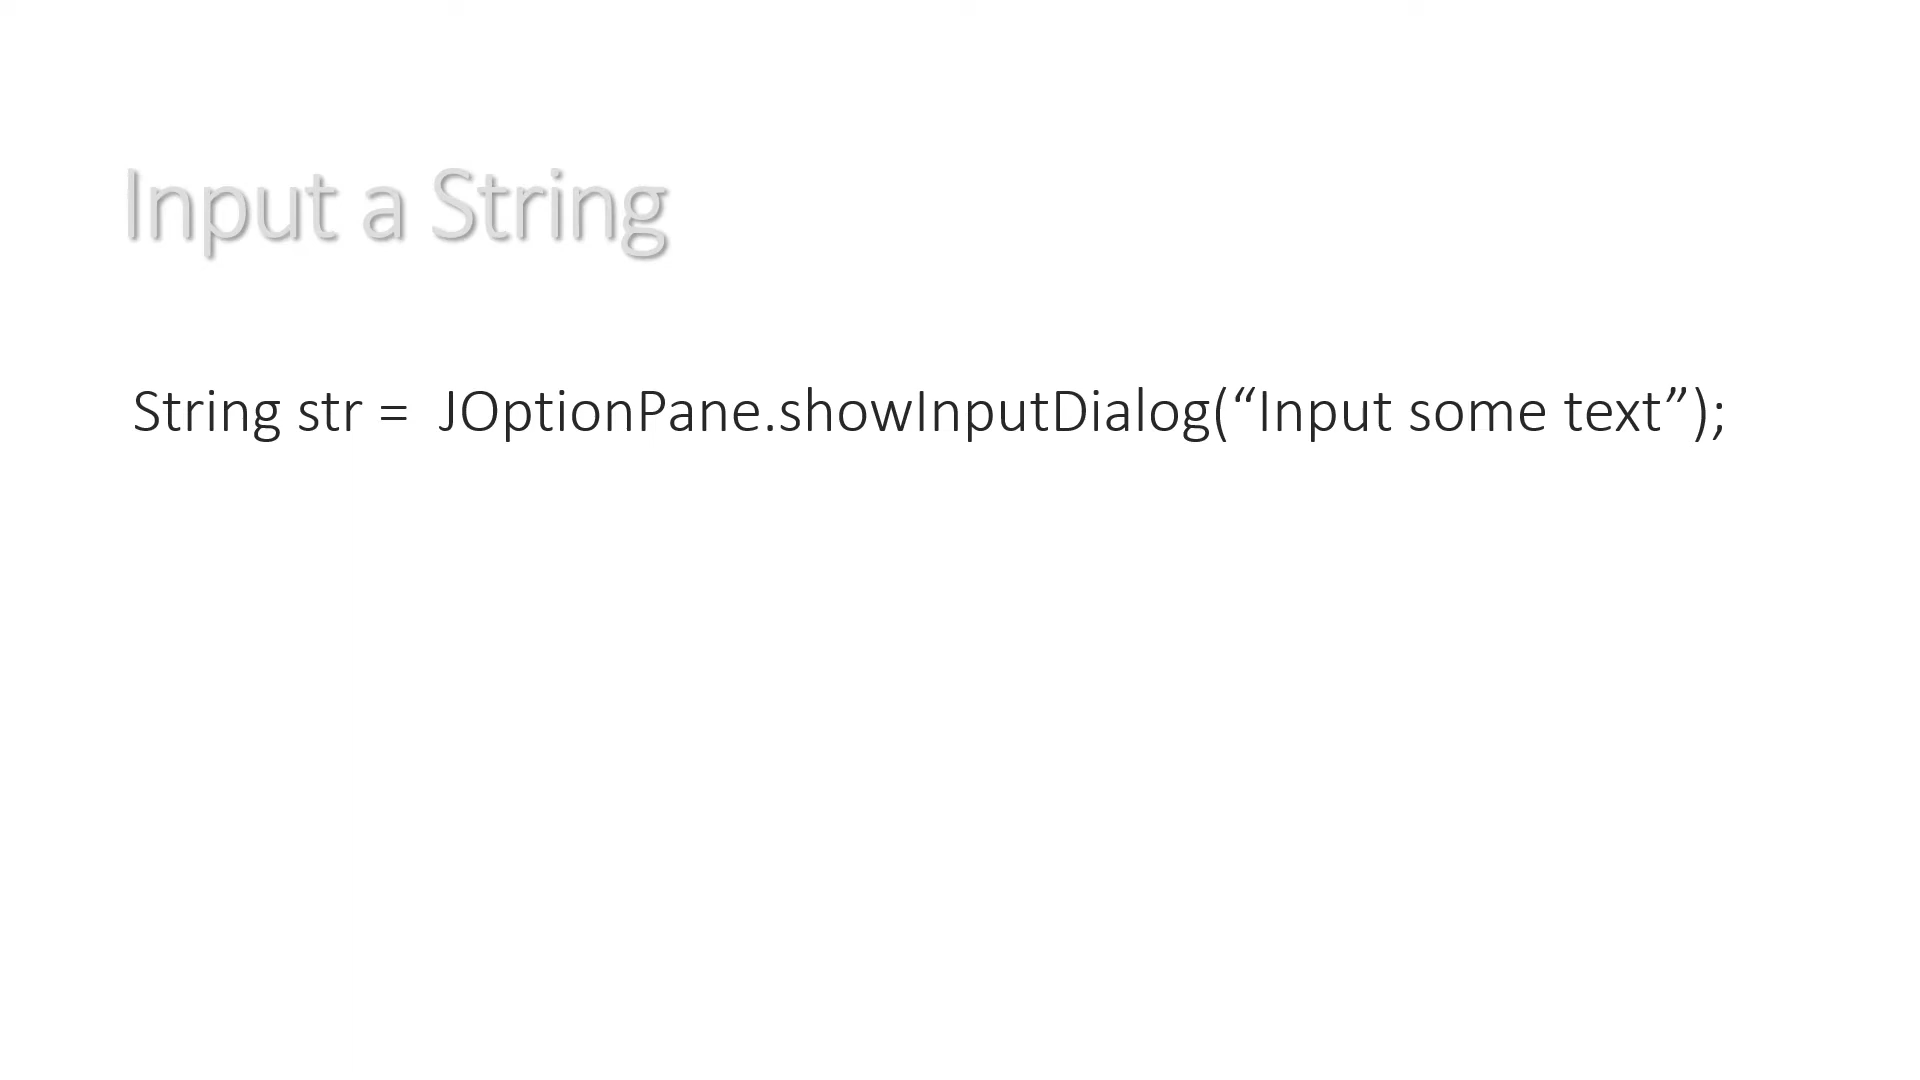 Input a String
String str =  JOptionPane.showInputDialog(“Input some text”);